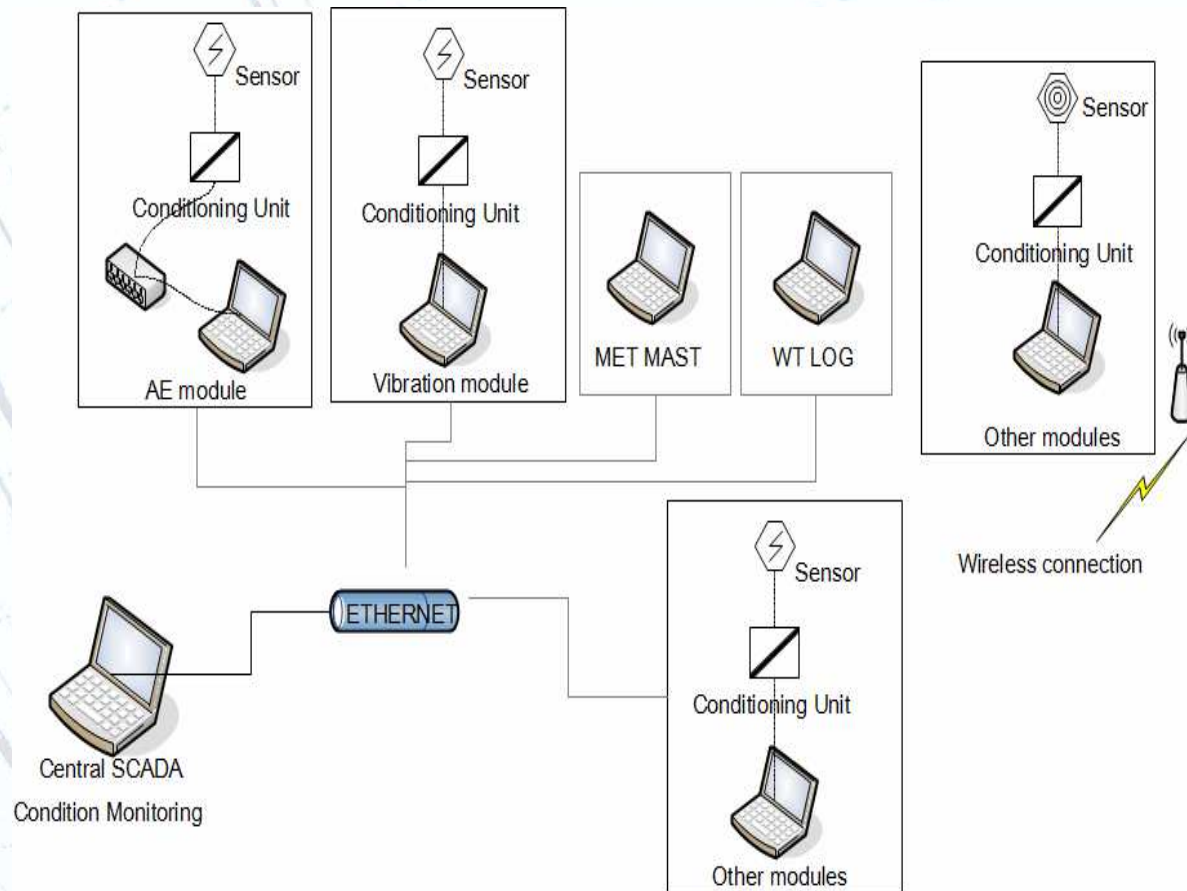 Sensor
Conditioning Unit
AE module
Sensor
Conditioning Unit
Vibration module
MET MAST
WT LOG
Sensor
Conditioning Unit
Other modules
Wireless connection
ETHERNET
Central SCADA
Condition Monitoring
Sensor
Conditioning Unit
Other modules